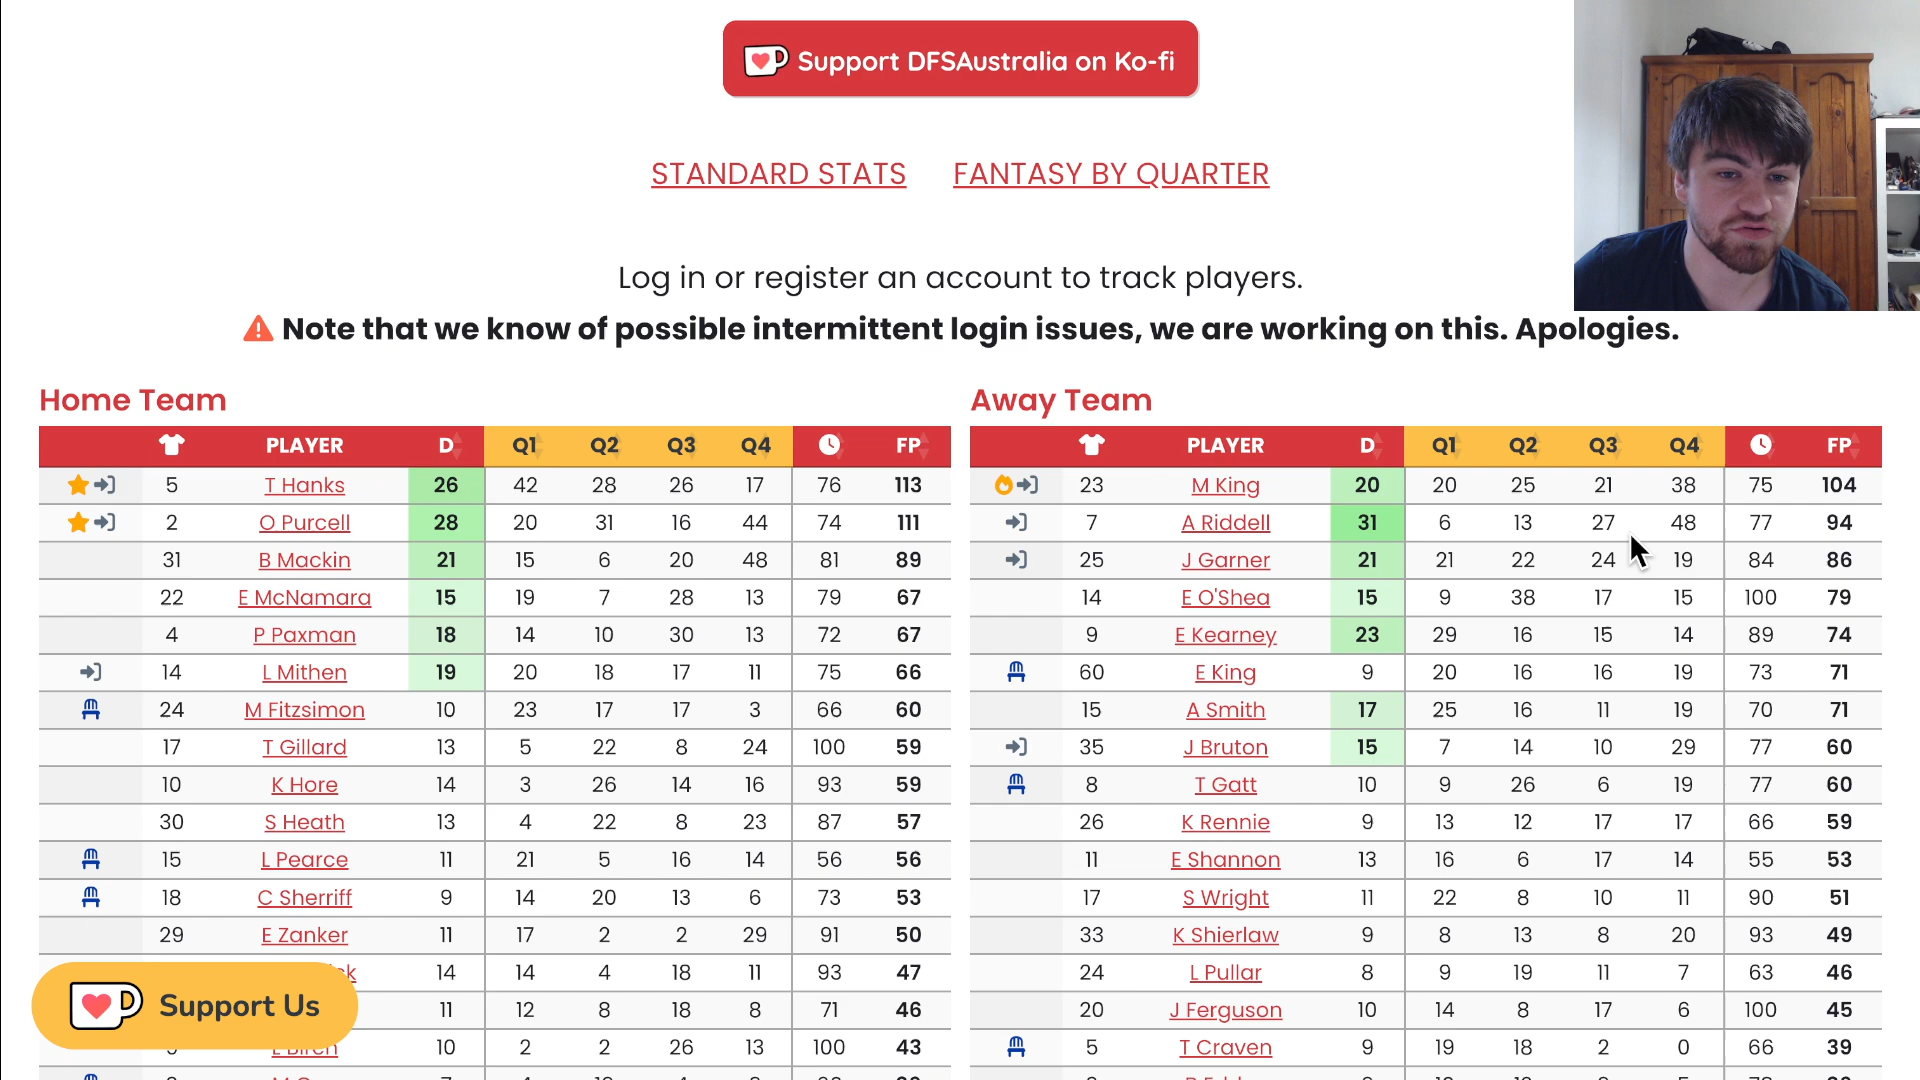 Support DFSAustralia on Ko-fi
STANDARD STATS FANTASY BY QUARTER
Log in or register an account to track players.
Note that we know of possible intermittent login issues, we are working on this. Apologies.
Home Team
PLAYER D Q1 Q2 Q3 Q4 FP
5 T Hanks 26 42 28 26 17 76 113
2 O Purcell 28 20 31 16 44 74 111
31 B Mackin 21 15 6 20 48 81 89
22 E McNamara 15 19 7 28 13 79 67
4 P Paxman 18 14 10 30 13 72 67
14 L Mithen 19 20 18 17 11 75 66
24 M Fitzsimon 10 23 17 17 3 66 60
17 T Gillard 13 5 22 8 24 100 59
10 K Hore 14 3 26 14 16 93 59
30 S Heath 13 4 22 8 23 87 57
15 L Pearce 11 21 5 16 14 56 56
18 C Sherriff 9 14 20 13 6 73 53
29 E Zanker 11 17 2 2 29 91 50
14 14 4 18 11 93 47
11 12 8 18 8 71 46
Birch 10 2 2 26 13 100 43
Support Us
Away Team
PLAYER D Q1 Q2 Q3 Q4 FP
23 M King 20 20 25 21 38 75 104
7 A Riddell 31 6 13 27 48 77 94
25 J Garner 21 21 22 24 19 84 86
14 E O'Shea 15 9 38 17 15 100 79
9 E Kearney 23 29 16 15 14 89 74
60 E King 9 20 16 16 19 73 71
15 A Smith 17 25 16 11 19 70 71
35 J Bruton 15 7 14 10 29 77 60
8 T Gatt 10 9 26 6 19 77 60
26 K Rennie 9 13 12 17 17 66 59
11 E Shannon 13 16 6 17 14 55 53
17 S Wright 11 22 8 10 11 90 51
33 K Shierlaw 9 8 13 8 20 93 49
24 L Pullar 8 9 19 11 7 63 46
20 J Ferguson 10 14 8 17 6 100 45
5 T Craven 9 19 18 2 0 66 39